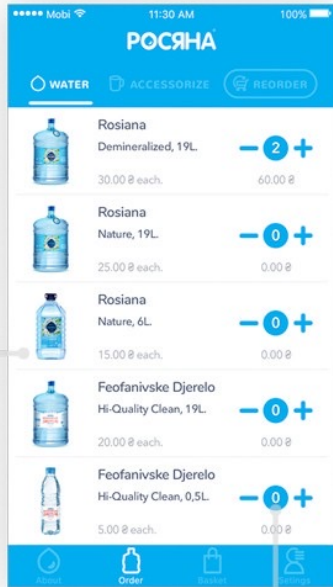 Mobi 11:30 AM 100%
РОСЯНА
WATER ACCESSORIZE REORDER
Rosiana
Demineralized, 19L.
2
30.00 ₴ each. 60.00 ₴
Rosiana
Nature, 19L.
0
25.00 ₴ each. 0.00 ₴
Rosiana
Nature, 6L.
0
15.00 ₴ each. 0.00 ₴
Feofanivske Djerelo
Hi-Quality Clean, 19L.
0
20.00 ₴ each. 0.00 ₴
Feofanivske Djerelo
Hi-Quality Clean, 0,5L.
0
5.00 ₴ each. 0.00 ₴
About Order Basket Settings